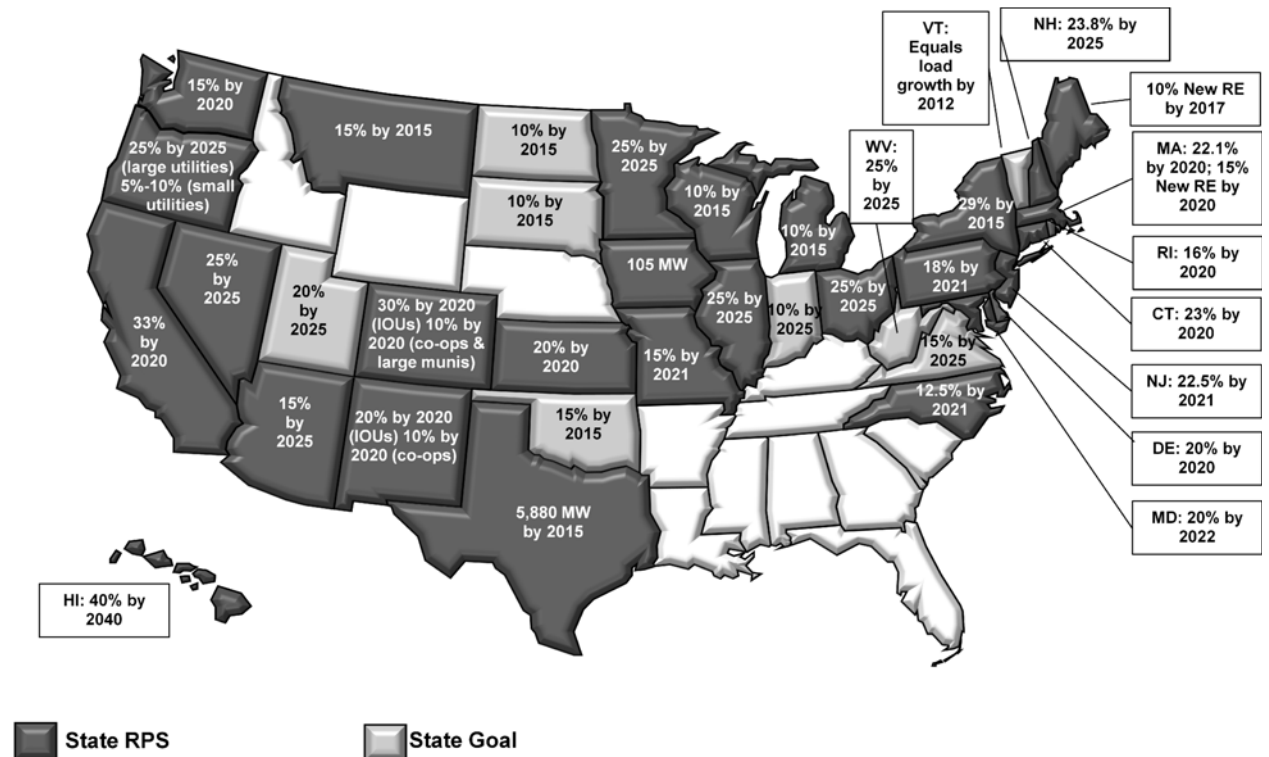 VT:
Equals
load
growth by
2012
NH: 23.8% by
2025
10% New RE
by 2017
MA: 22.1%
by 2020; 15%
New RE by
2020
RI: 16% by
2020
CT: 23% by
2020
NJ: 22.5% by
2021
DE: 20% by
2020
MD: 20% by
2022
WV:
25%
by
2025
15% by
2020
25% by 2025
(large utilities)
5%-10% (small
utilities)
33%
by
2020
25%
by
2025
15% by 2015
20%
by
2025
15%
by
2025
30% by 2020
(IOUs) 10% by
2020 (co-ops &
large munis)
20% by 2020
(IOUs) 10% by
2020 (co-ops)
10% by
2015
10% by
2015
20% by
2020
15% by
2015
5,880 MW
by 2015
25% by
2025
105 MW
15% by
2021
10% by
2015
25% by
2025
10% by
2015
10% by
2025
25% by
2025
29% by
2015
18% by
2021
15% by
2025
12.5% by
2021
HI: 40% by
2040
State RPS
State Goal